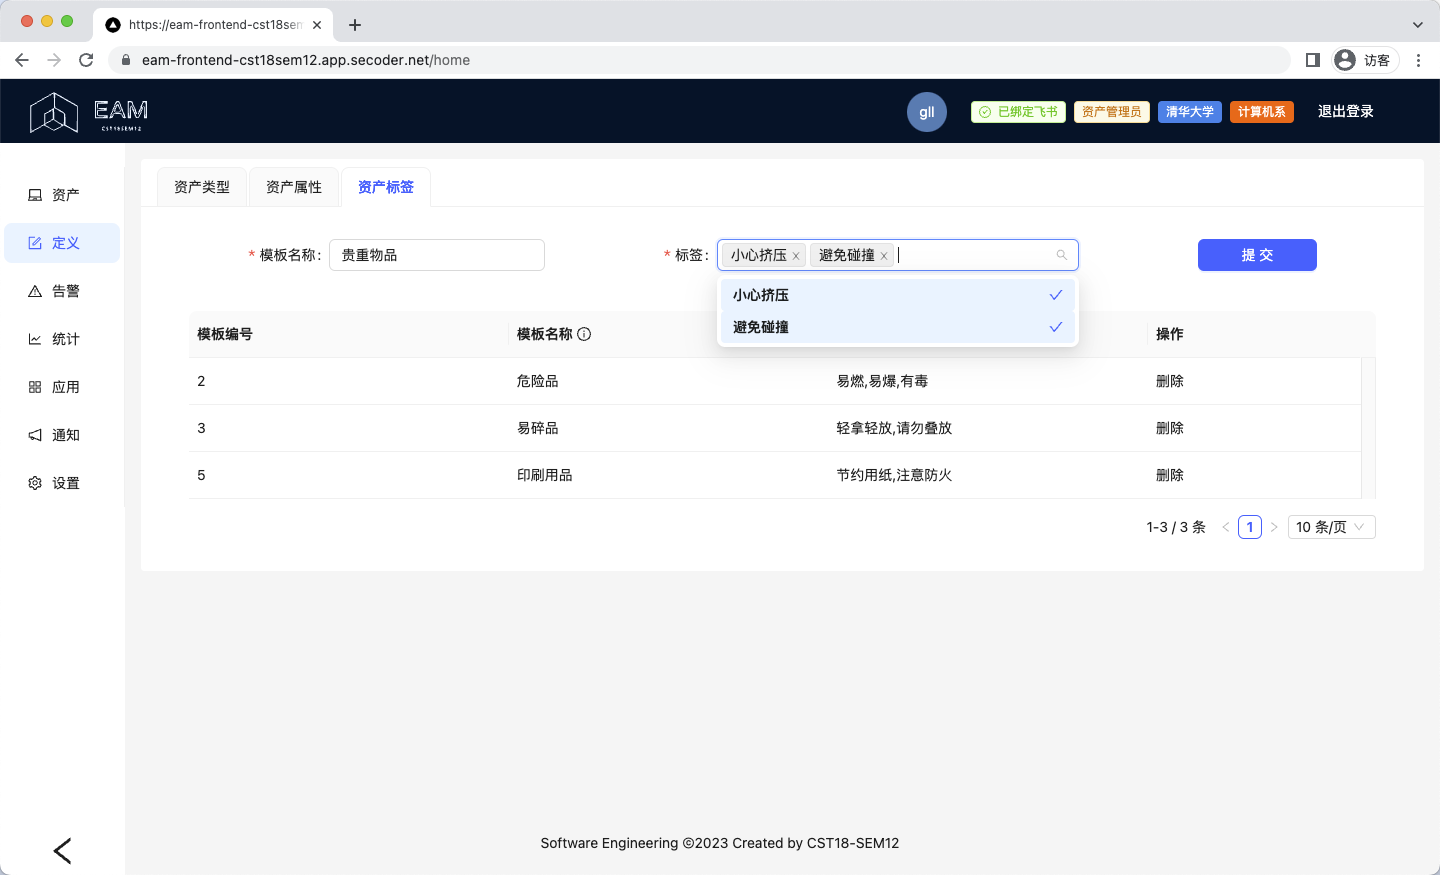 https://eam-frontend-cst18sem
eam-frontend-cst18sem12.app.secoder.net/home
访客
EAM
CST18SEM12
gll
已绑定飞书
资产管理员
清华大学
计算机系
退出登录
资产
定义
告警
统计
应用
通知
设置
资产类型 资产属性 资产标签
* 模板名称: 贵重物品
* 标签: 小心挤压 × 避免碰撞 ×
提 交
小心挤压
避免碰撞
模板编号 模板名称 操作
2 危险品 易燃,易爆,有毒 删除
3 易碎品 轻拿轻放,请勿叠放 删除
5 印刷用品 节约用纸,注意防火 删除
1-3 / 3 条 < 1 > 10 条/页
Software Engineering ©2023 Created by CST18-SEM12